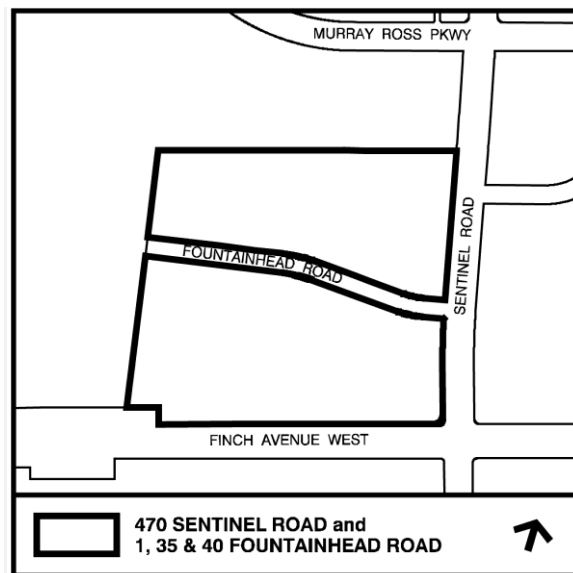 MURRAY ROSS PKWY
FOUNTAINHEAD ROAD
SENTINEL ROAD
FINCH AVENUE WEST
470 SENTINEL ROAD and
1, 35 & 40 FOUNTAINHEAD ROAD